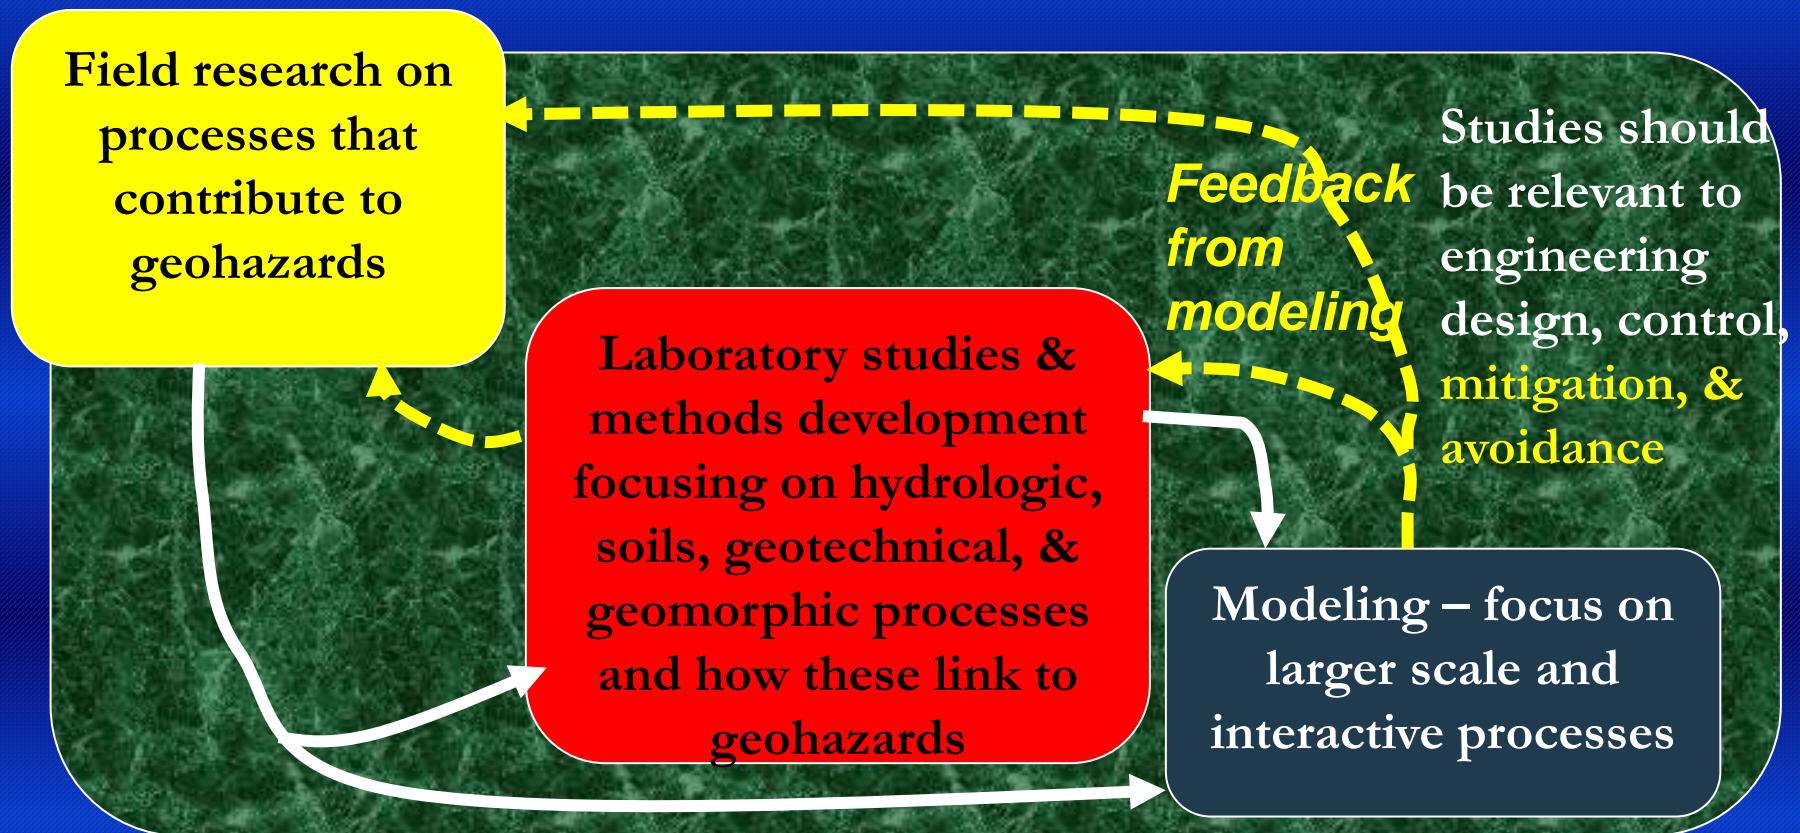 Field research on
processes that
contribute to
geohazards
Feedback
from
modeling
Studies should
be relevant to
engineering
design, control,
mitigation, &
avoidance
Laboratory studies &
methods development
focusing on hydrologic,
soils, geotechnical, &
geomorphic processes
and how these link to
geohazards
Modeling – focus on
larger scale and
interactive processes